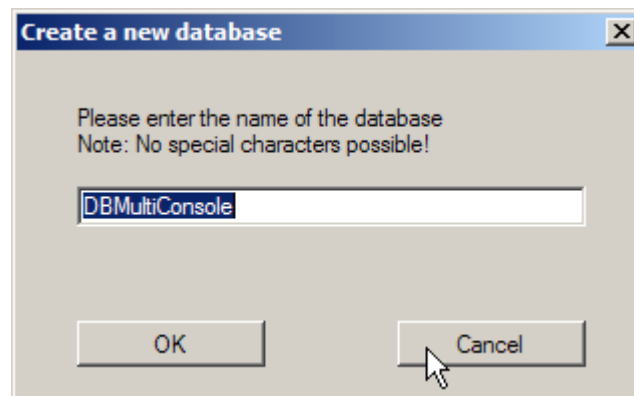 Create a new database
Please enter the name of the database
Note: No special characters possible!
DBMultiConsole
OK
Cancel